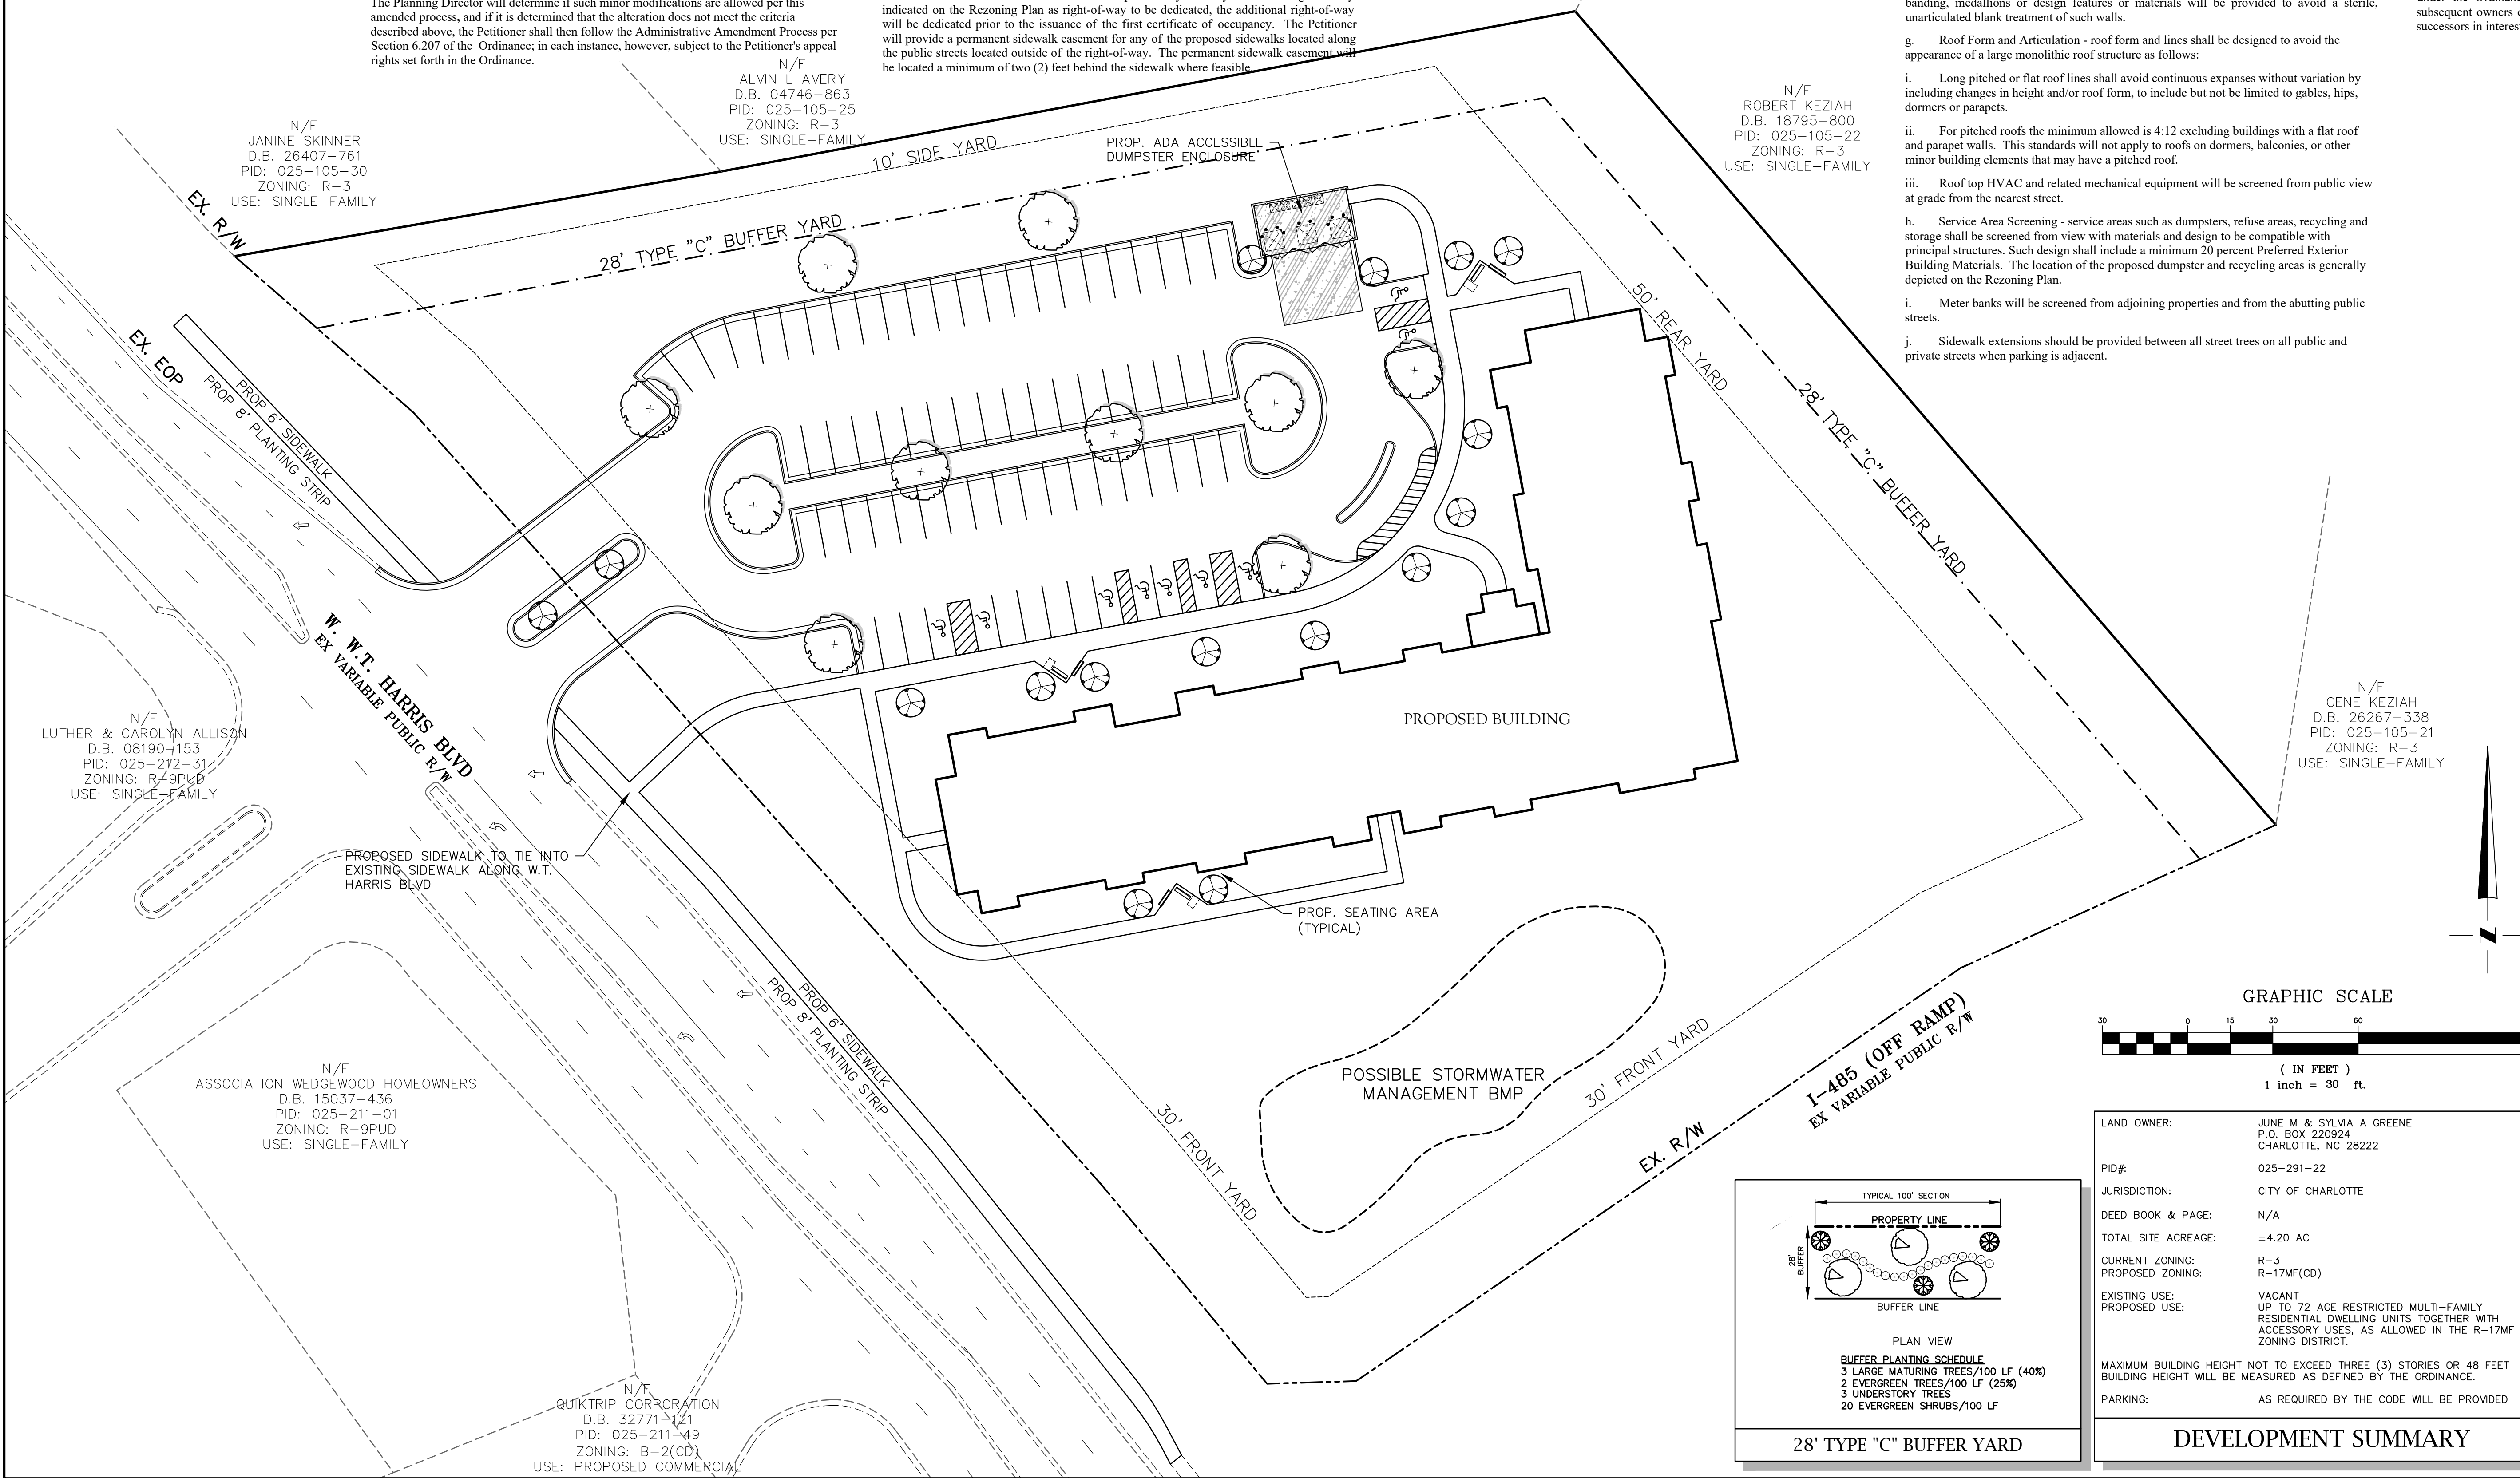 The Planning Director will determine if such minor modifications are allowed per this
amended process, and if it is determined that the alteration does not meet the criteria
described above, the Petitioner shall then follow the Administrative Amendment Process per
Section 6.207 of the Ordinance; in each instance, however, subject to the Petitioner's appeal
rights set forth in the Ordinance.
indicated on the Rezoning Plan as right-of-way to be dedicated, the additional right-of-way
will be dedicated prior to the issuance of the first certificate of occupancy. The Petitioner
will provide a permanent sidewalk easement for any of the proposed sidewalks located along
the public streets located outside of the right-of-way. The permanent sidewalk easement will
be located a minimum of two (2) feet behind the sidewalk where feasible.
banding, medallions or design features or materials will be provided to avoid a sterile,
unarticulated blank treatment of such walls.
g. Roof Form and Articulation - roof form and lines shall be designed to avoid the
appearance of a large monolithic roof structure as follows:
i. Long pitched or flat roof lines shall avoid continuous expanses without variation by
including changes in height and/or roof form, to include but not be limited to gables, hips,
dormers or parapets.
ii. For pitched roofs the minimum allowed is 4:12 excluding buildings with a flat roof
and parapet walls. This standards will not apply to roofs on dormers, balconies, or other
minor building elements that may have a pitched roof.
iii. Roof top HVAC and related mechanical equipment will be screened from public view
at grade from the nearest street.
h. Service Area Screening - service areas such as dumpsters, refuse areas, recycling and
storage shall be screened from view with materials and design to be compatible with
principal structures. Such design shall include a minimum 20 percent Preferred Exterior
Building Materials. The location of the proposed dumpster and recycling areas is generally
depicted on the Rezoning Plan.
i. Meter banks will be screened from adjoining properties and from the abutting public
streets.
j. Sidewalk extensions should be provided between all street trees on all public and
private streets when parking is adjacent.
subsequent owners
successors in interes
N/F
JANINE SKINNER
D.B. 26407-761
PID: 025-105-30
ZONING: R-3
USE: SINGLE-FAMILY
N/F
ALVIN L AVERY
D.B. 04746-863
PID: 025-105-25
ZONING: R-3
USE: SINGLE-FAMILY
N/F
ROBERT KEZIAH
D.B. 18795-800
PID: 025-105-22
ZONING: R-3
USE: SINGLE-FAMILY
PROP. ADA ACCESSIBLE
DUMPSTER ENCLOSURE
10' SIDE YARD
28' TYPE "C" BUFFER YARD
EX. R/W
EX. EOP
PROP 6' SIDEWALK
PROP 8' PLANTING STRIP
50' REAR YARD
28' TYPE "C" BUFFER YARD
W. W.T. HARRIS BLVD
EX VARIABLE PUBLIC R/W
PROPOSED BUILDING
N/F
LUTHER & CAROLYN ALLISON
D.B. 08190-153
PID: 025-212-31
ZONING: R-9PUD
USE: SINGLE-FAMILY
N/F
GENE KEZIAH
D.B. 26267-338
PID: 025-105-21
ZONING: R-3
USE: SINGLE-FAMILY
PROPOSED SIDEWALK TO TIE INTO
EXISTING SIDEWALK ALONG W.T.
HARRIS BLVD
PROP. SEATING AREA
(TYPICAL)
PROP 6' SIDEWALK
PROP 8' PLANTING STRIP
POSSIBLE STORMWATER
MANAGEMENT BMP
30' FRONT YARD
30' FRONT YARD
I-485 (OFF RAMP)
EX VARIABLE PUBLIC R/W
EX. R/W
N/F
ASSOCIATION WEDGEWOOD HOMEOWNERS
D.B. 15037-436
PID: 025-211-01
ZONING: R-9PUD
USE: SINGLE-FAMILY
N/F
QUIKTRIP CORPORATION
D.B. 32771-121
PID: 025-211-49
ZONING: B-2(CD)
USE: PROPOSED COMMERCIAL
N
GRAPHIC SCALE
30 0 15 30 60
( IN FEET )
1 inch = 30 ft.
TYPICAL 100' SECTION
PROPERTY LINE
28'
BUFFER
BUFFER LINE
PLAN VIEW
BUFFER PLANTING SCHEDULE
3 LARGE MATURING TREES/100 LF (40%)
2 EVERGREEN TREES/100 LF (25%)
3 UNDERSTORY TREES
20 EVERGREEN SHRUBS/100 LF
28' TYPE "C" BUFFER YARD
LAND OWNER: JUNE M & SYLVIA A GREENE
P.O. BOX 220924
CHARLOTTE, NC 28222
PID#: 025-291-22
JURISDICTION: CITY OF CHARLOTTE
DEED BOOK & PAGE: N/A
TOTAL SITE ACREAGE: ±4.20 AC
CURRENT ZONING: R-3
PROPOSED ZONING: R-17MF(CD)
EXISTING USE: VACANT
PROPOSED USE: UP TO 72 AGE RESTRICTED MULTI-FAMILY
RESIDENTIAL DWELLING UNITS TOGETHER WITH
ACCESSORY USES, AS ALLOWED IN THE R-17MF
ZONING DISTRICT.
MAXIMUM BUILDING HEIGHT NOT TO EXCEED THREE (3) STORIES OR 48 FEET
BUILDING HEIGHT WILL BE MEASURED AS DEFINED BY THE ORDINANCE.
PARKING: AS REQUIRED BY THE CODE WILL BE PROVIDED
DEVELOPMENT SUMMARY